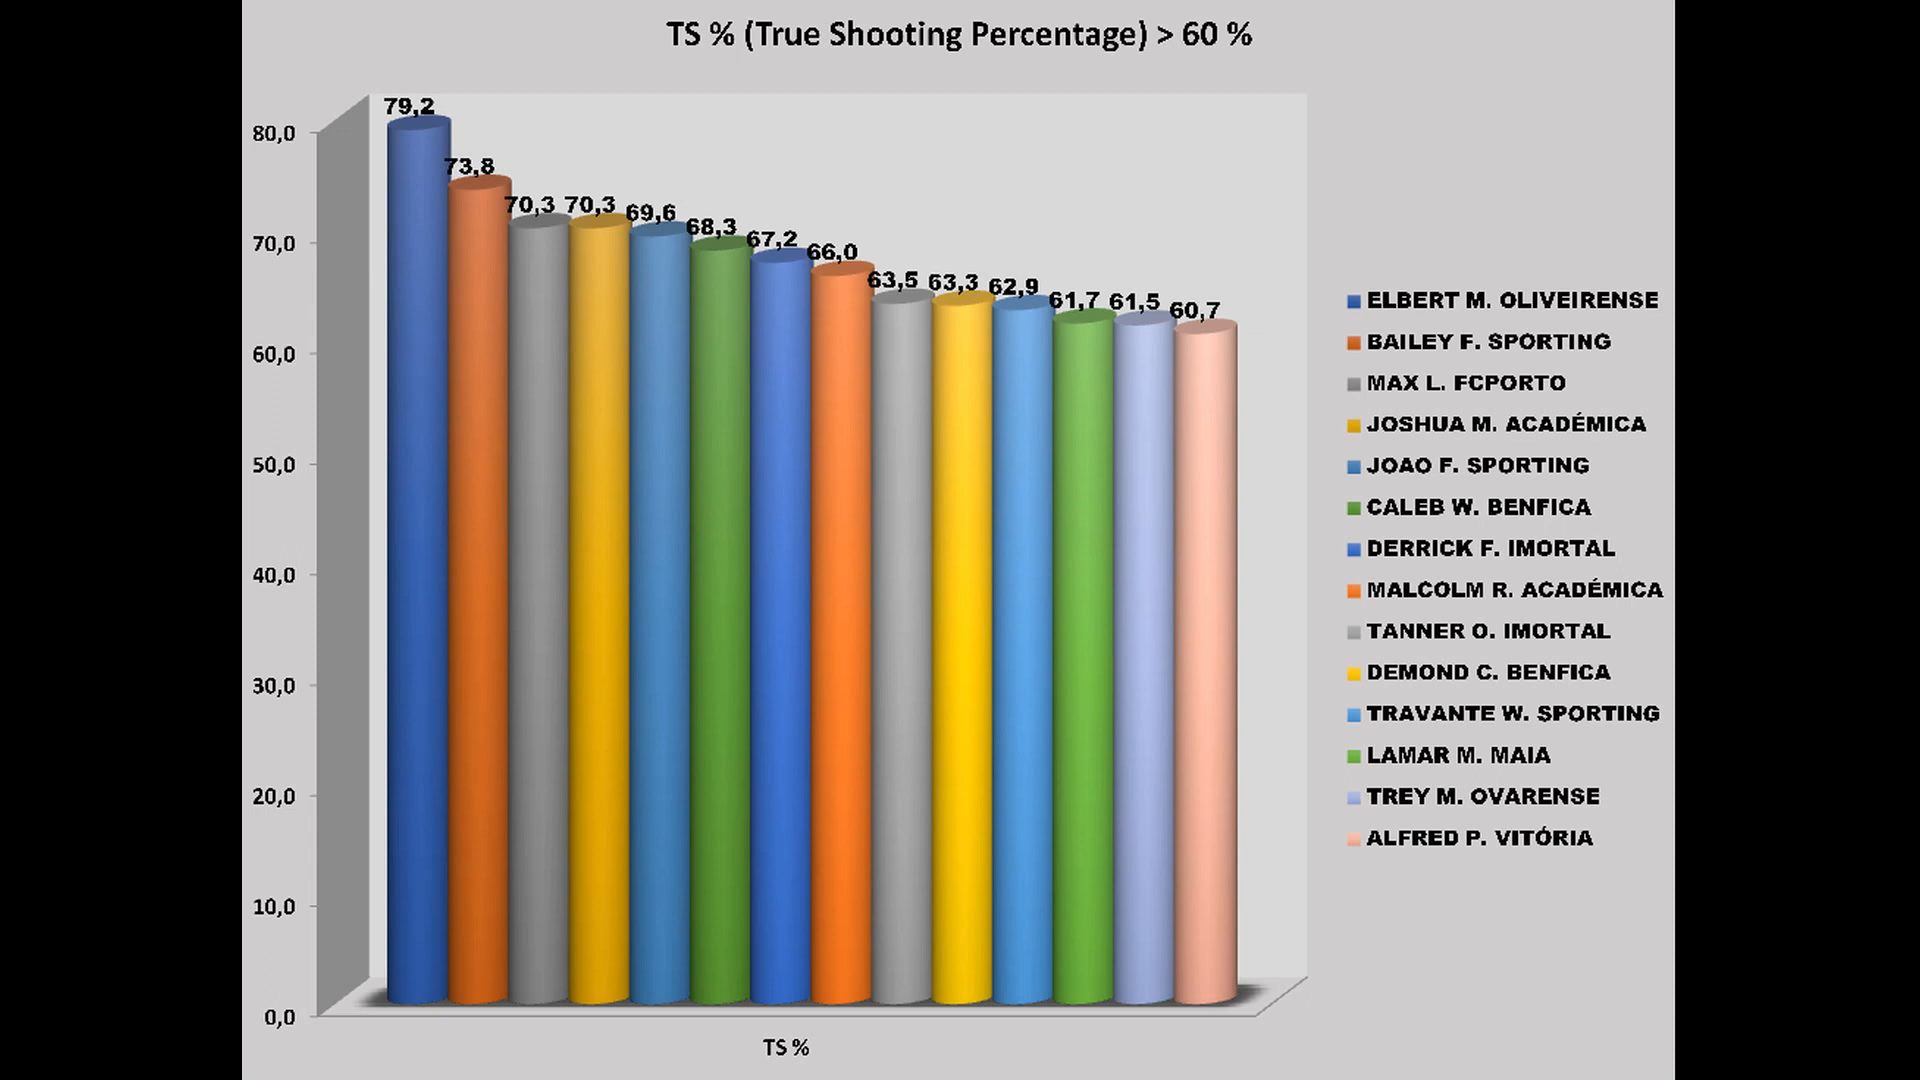 TS % (True Shooting Percentage) > 60 %
79,2
73,8
70,3
70,3
69,6
68,3
67,2
66,0
63,5
63,3
62,9
61,7
61,5
60,7
80,0
70,0
60,0
50,0
40,0
30,0
20,0
10,0
0,0
TS %
ELBERT M. OLIVEIRENSE
BAILEY F. SPORTING
MAX L. FCPORTO
JOSHUA M. ACADÉMICA
JOAO F. SPORTING
CALEB W. BENFICA
DERRICK F. IMORTAL
MALCOLM R. ACADÉMICA
TANNER O. IMORTAL
DEMOND C. BENFICA
TRAVANTE W. SPORTING
LAMAR M. MAIA
TREY M. OVARENSE
ALFRED P. VITÓRIA